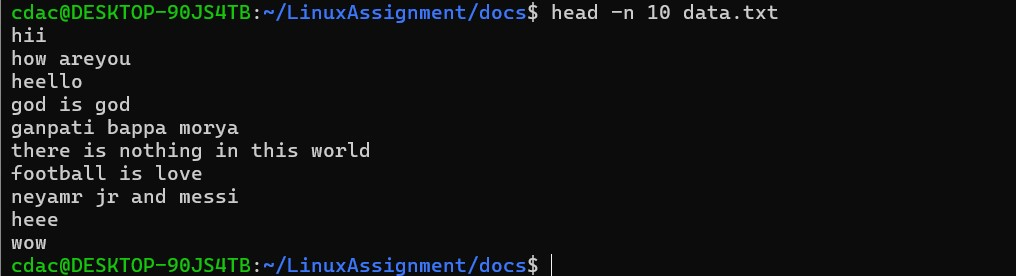 cdac@DESKTOP-90JS4TB:~/LinuxAssignment/docs$ head -n 10 data.txt
hii
how areyou
heello
god is god
ganpati bappa morya
there is nothing in this world
football is love
neyamr jr and messi
heee
wow
cdac@DESKTOP-90JS4TB:~/LinuxAssignment/docs$